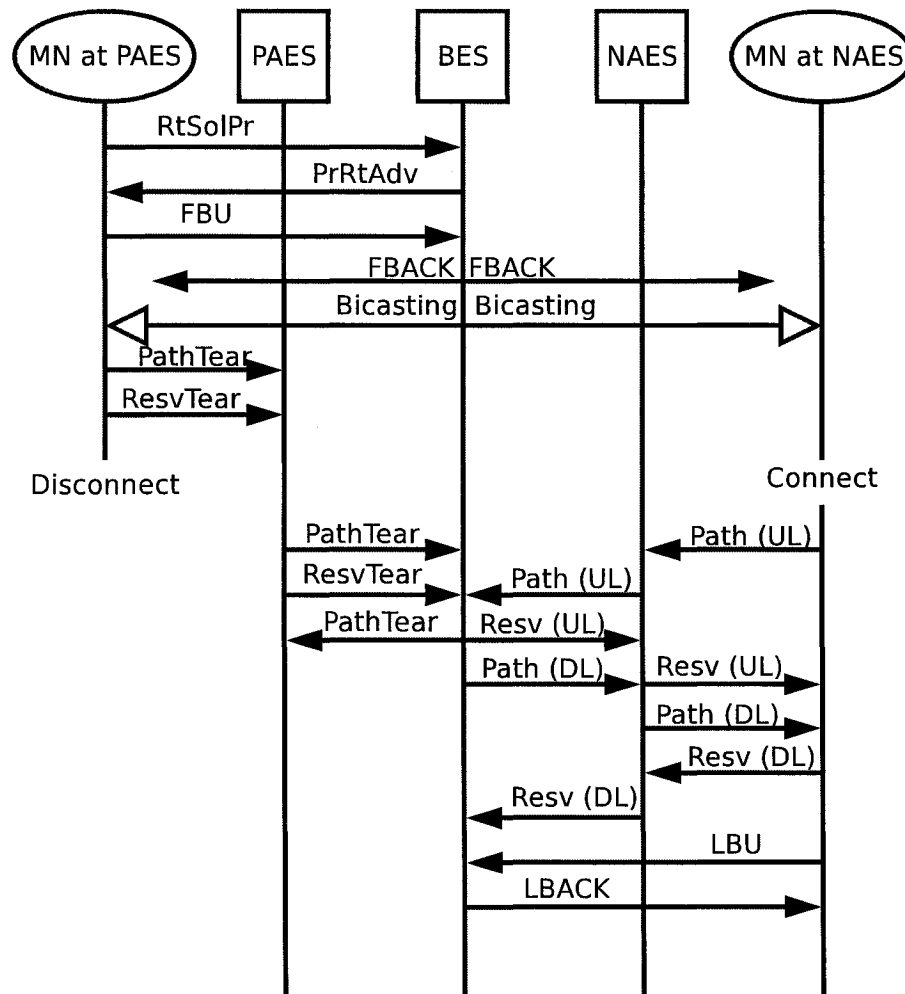 MN at PAES PAES BES NAES MN at NAES
RtSolPr
PrRtAdv
FBU
FBACK FBACK
Bicasting Bicasting
PathTear
ResvTear
Disconnect Connect
PathTear Path (UL)
ResvTear Path (UL)
PathTear Resv (UL)
Path (DL) Resv (UL)
Path (DL)
Resv (DL)
Resv (DL)
LBU
LBACK